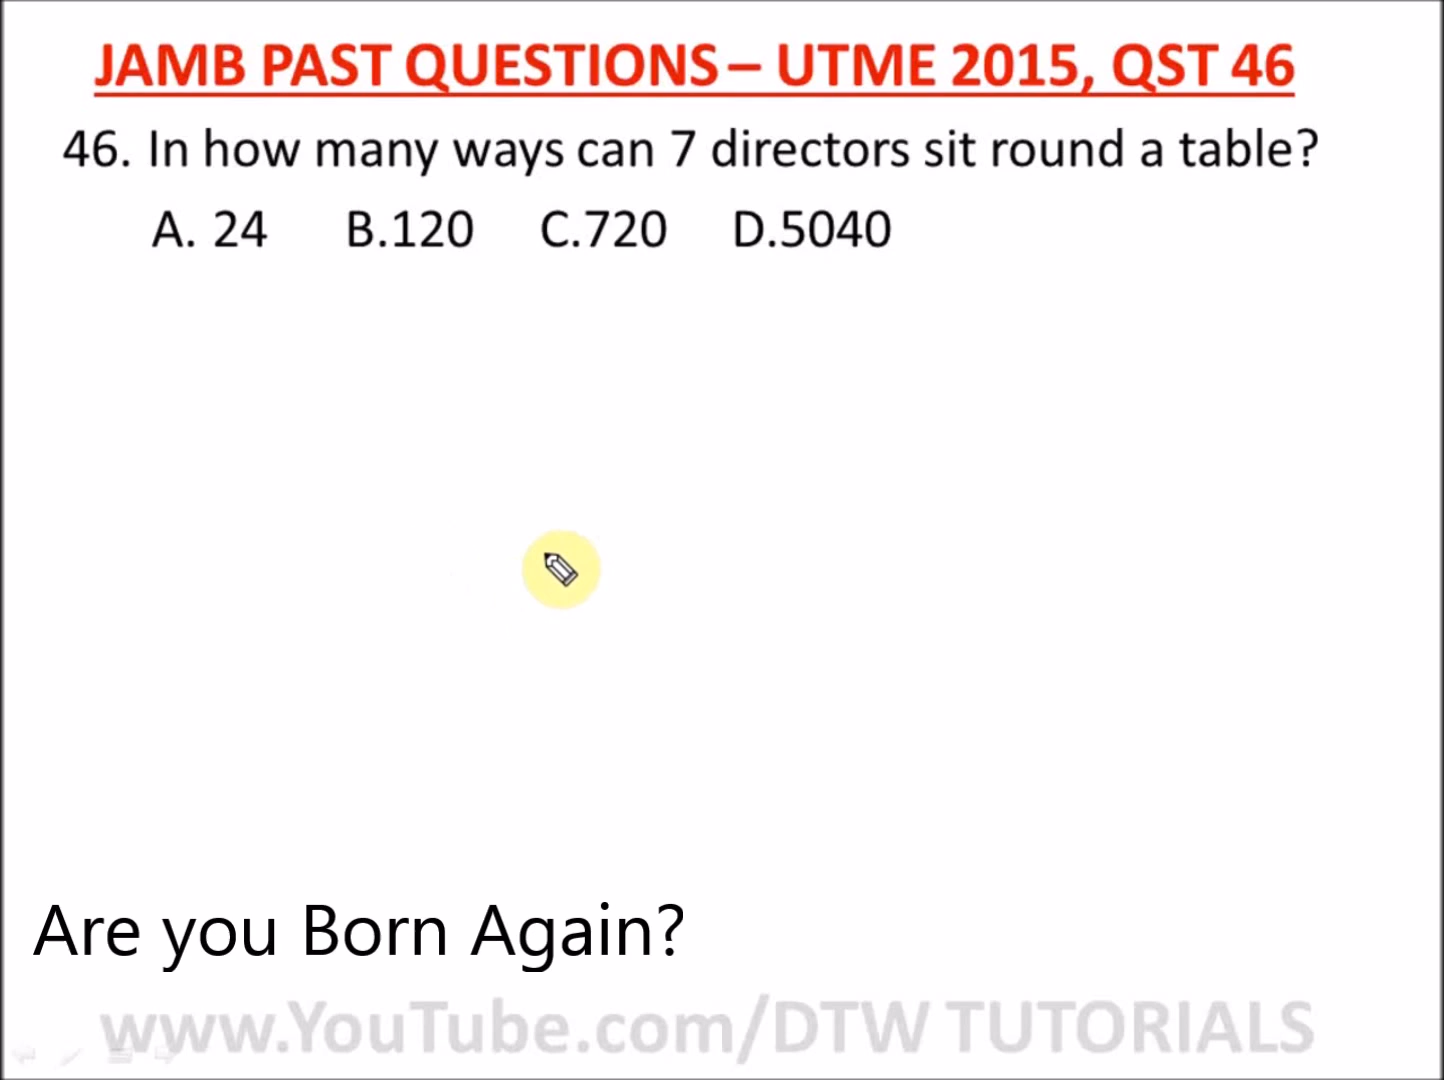 JAMB PAST QUESTIONS – UTME 2015, QST 46
46. In how many ways can 7 directors sit round a table?
A. 24 B.120 C.720 D.5040
Are you Born Again?
www.YouTube.com/DTW TUTORIALS